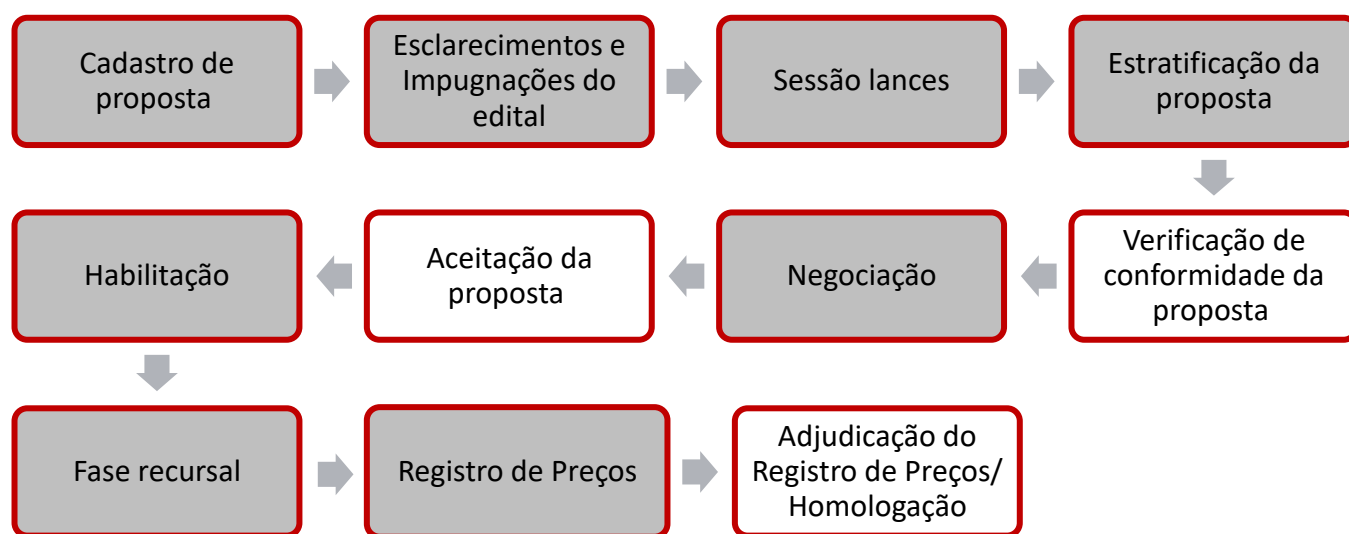 Cadastro de
proposta
Esclarecimentos e
Impugnações do
edital
Sessão lances
Estratificação da
proposta
Verificação de
conformidade da
proposta
Negociação
Aceitação da
proposta
Habilitação
Fase recursal
Registro de Preços
Adjudicação do
Registro de Preços/
Homologação